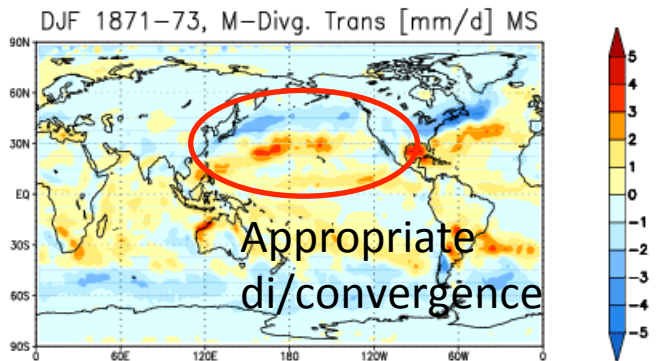 DJF 1871-73, M-Divg. Trans [mm/d] MS
90N
60N
30N
EQ
30S
60S
90S
0
60E
120E
180
120W
60W
0
Appropriate
di/convergence
5
4
3
2
1
0
-1
-2
-3
-4
-5